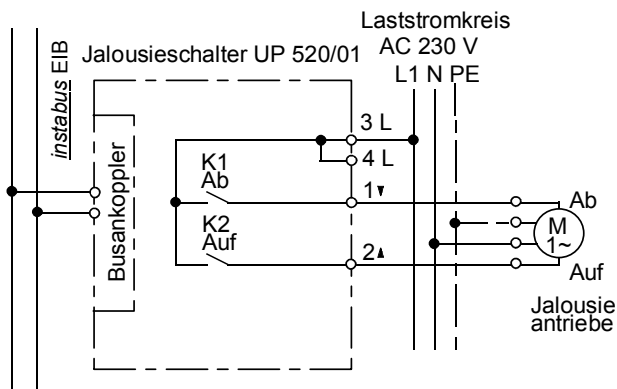 Laststromkreis
AC 230 V
L1 N PE
Jalousieschalter UP 520/01
instabus EIB
Busankoppler
3 L
4 L
K1
Ab
1▼
K2
Auf
2▲
Ab
M
1~
Auf
Jalousie
antriebe